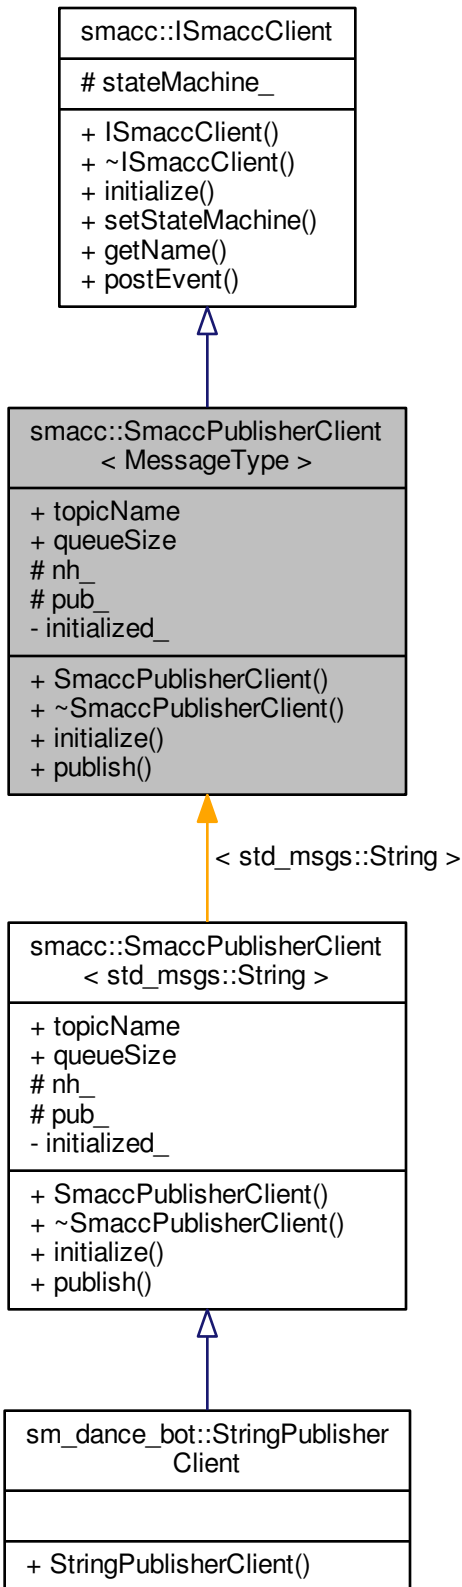 smacc::ISmaccClient
# stateMachine_
+ ISmaccClient()
+ ~ISmaccClient()
+ initialize()
+ setStateMachine()
+ getName()
+ postEvent()
smacc::SmaccPublisherClient
< MessageType >
+ topicName
+ queueSize
# nh_
# pub_
- initialized_
+ SmaccPublisherClient()
+ ~SmaccPublisherClient()
+ initialize()
+ publish()
< std_msgs::String >
smacc::SmaccPublisherClient
< std_msgs::String >
+ topicName
+ queueSize
# nh_
# pub_
- initialized_
+ SmaccPublisherClient()
+ ~SmaccPublisherClient()
+ initialize()
+ publish()
sm_dance_bot::StringPublisher
Client
+ StringPublisherClient()